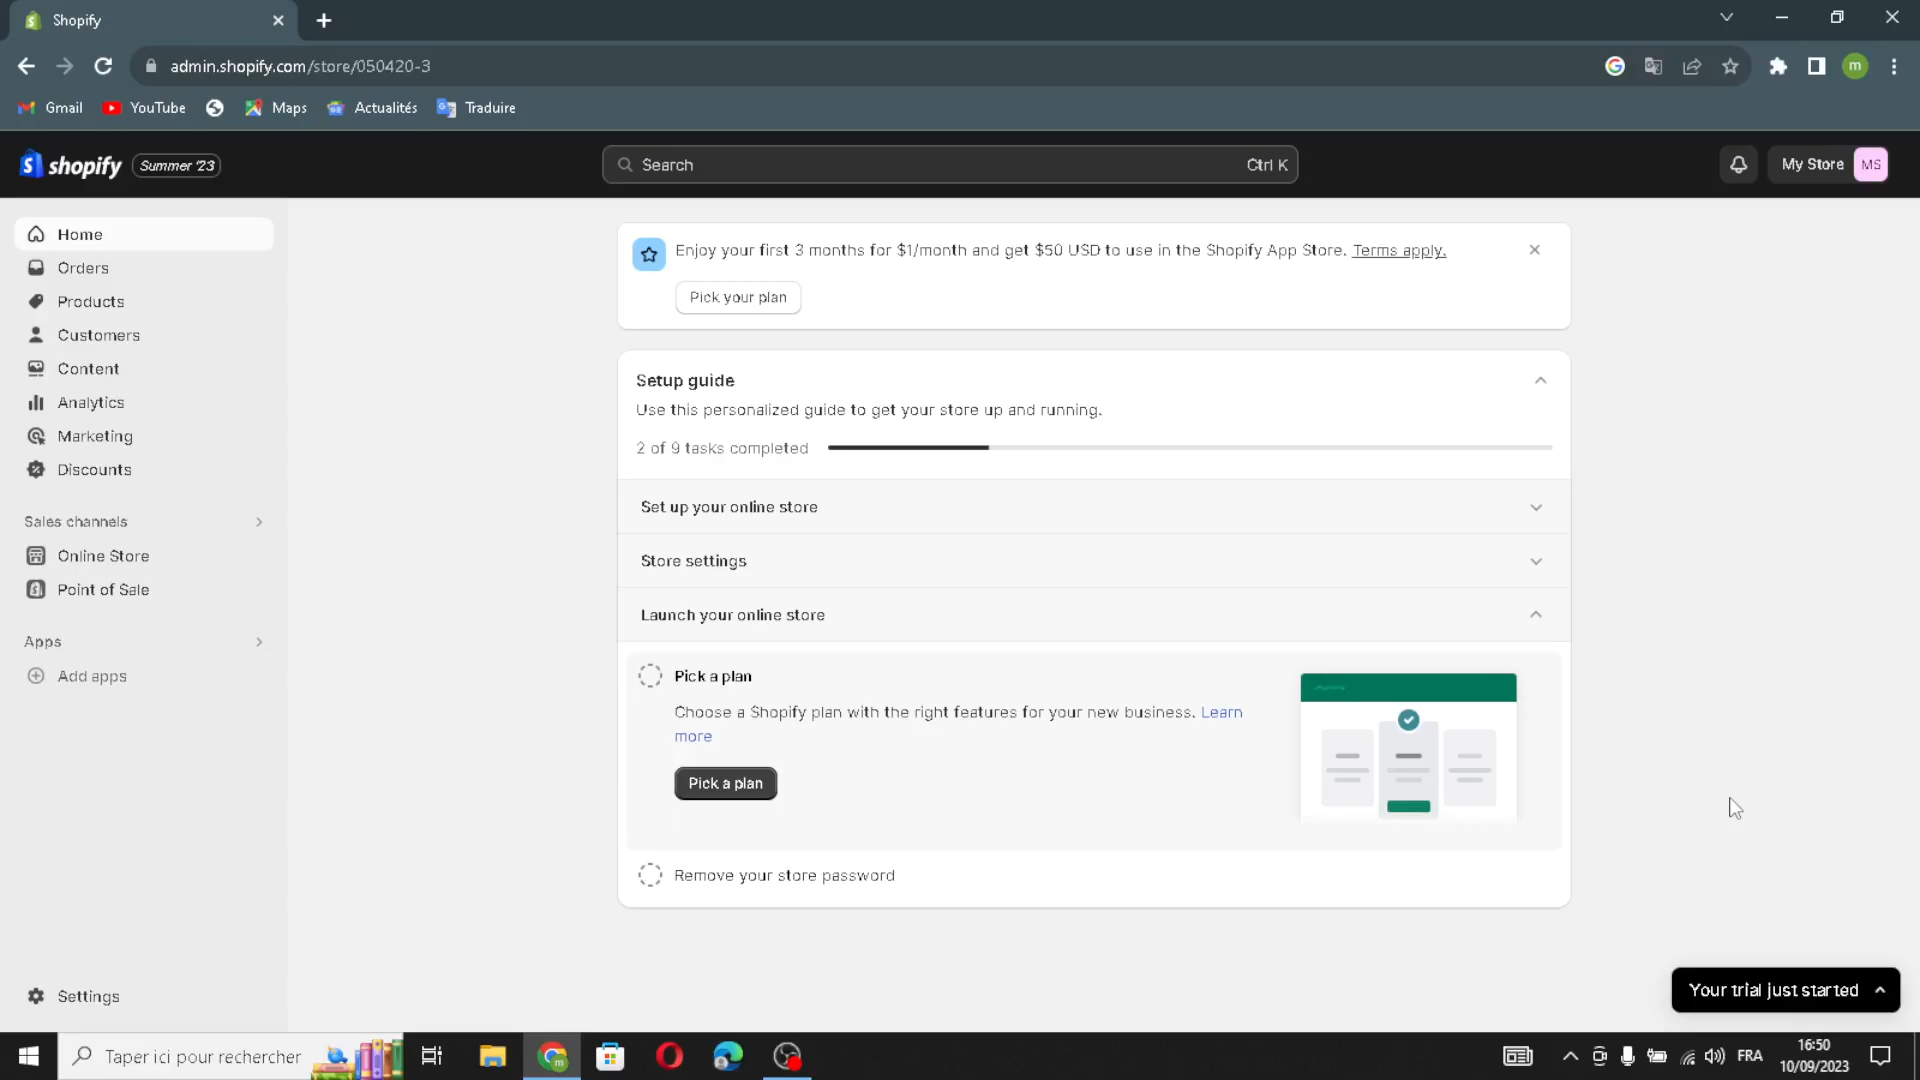 Shopify
admin.shopify.com/store/050420-3
m
Gmail
YouTube
Maps
Actualités
Traduire
shopify
Summer '23
Search
Ctrl K
My Store
MS
Home
Orders
Products
Customers
Content
Analytics
Marketing
Discounts
Sales channels
Online Store
Point of Sale
Apps
Add apps
Settings
Enjoy your first 3 months for $1/month and get $50 USD to use in the Shopify App Store. Terms apply.
Pick your plan
Setup guide
Use this personalized guide to get your store up and running.
2 of 9 tasks completed
Set up your online store
Store settings
Launch your online store
Pick a plan
Choose a Shopify plan with the right features for your new business. Learn
more
Pick a plan
Remove your store password
Your trial just started
Taper ici pour rechercher
FRA
16:50
10/09/2023